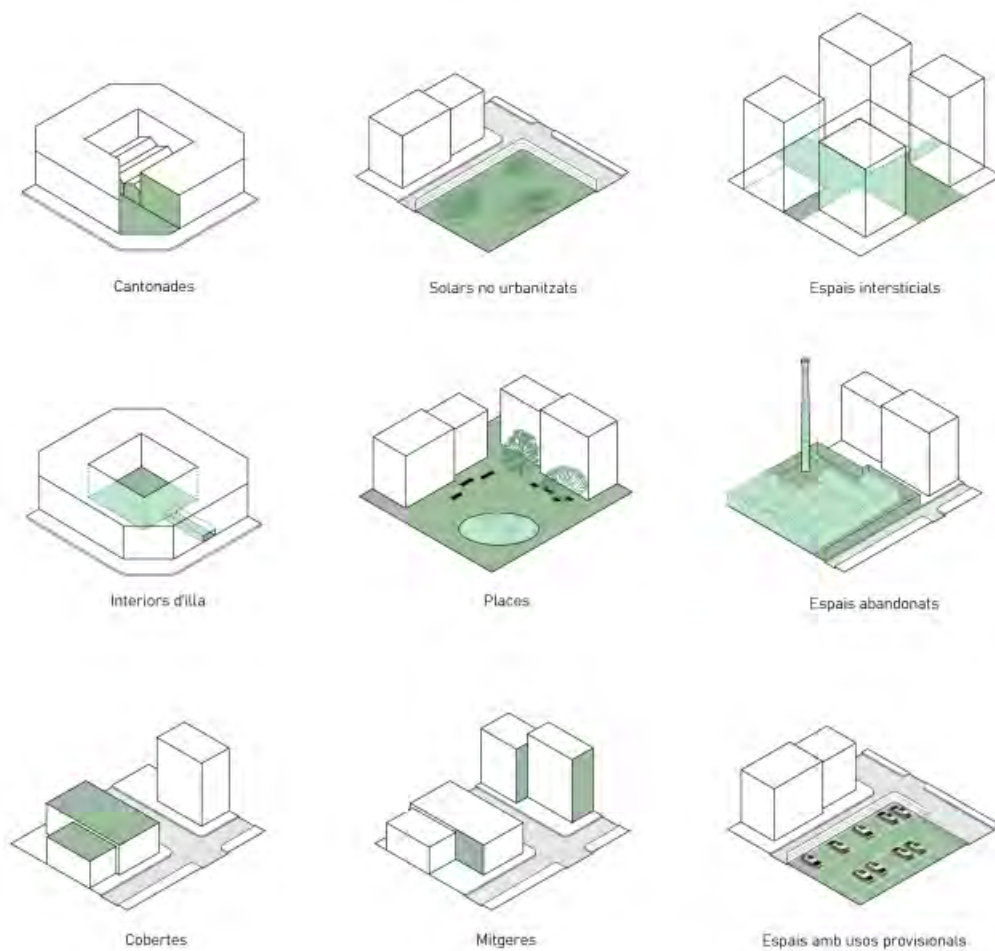 Cantonades
Solars no urbanitzats
Espais intersticials
Interiors d'illa
Places
Espais abandonats
Cobertes
Mitgeres
Espais amb usos provisionals